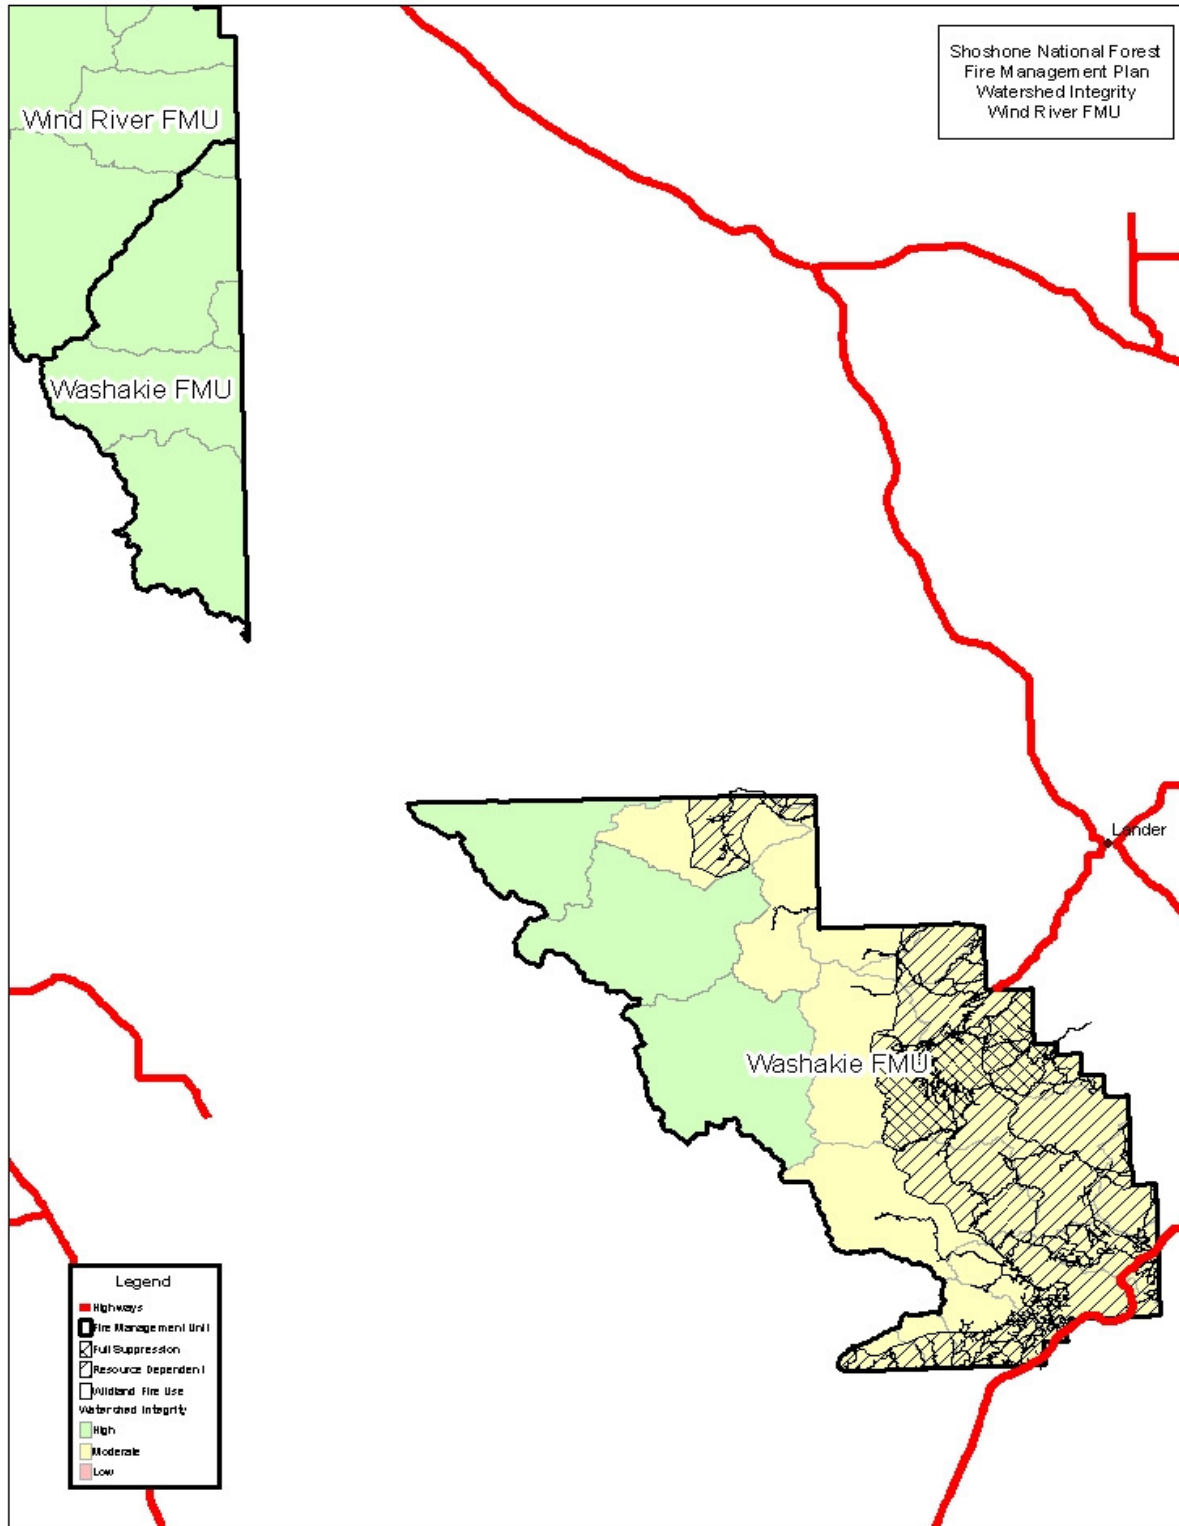 Shoshone National Forest
Fire Management Plan
Watershed Integrity
Wind River FMU
Wind River FMU
Washakie FMU
Lander
Washakie FMU
Legend
Highways
Fire Management Unit
Full Suppression
Resource Dependent
Wildland Fire Use
Watershed Integrity
High
Moderate
Low